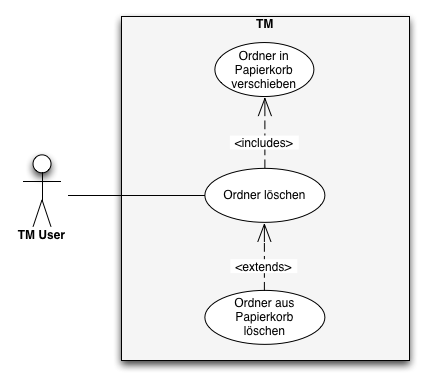 TM
Ordner in
Papierkorb
verschieben
<includes>
Ordner löschen
TM User
<extends>
Ordner aus
Papierkorb
löschen